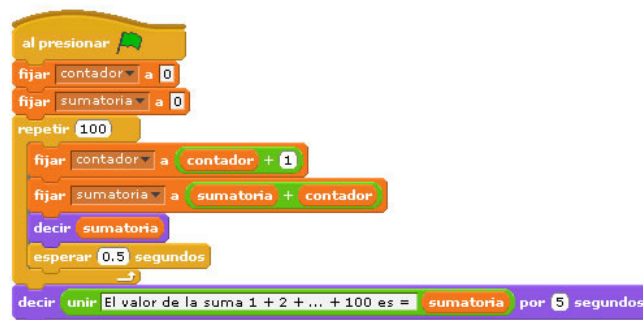 al presionar
fijar contador a 0
fijar sumatoria a 0
repetir 100
fijar contador a contador + 1
fijar sumatoria a sumatoria + contador
decir sumatoria
esperar 0.5 segundos
decir unir El valor de la suma 1 + 2 + ... + 100 es = sumatoria por 5 segundos